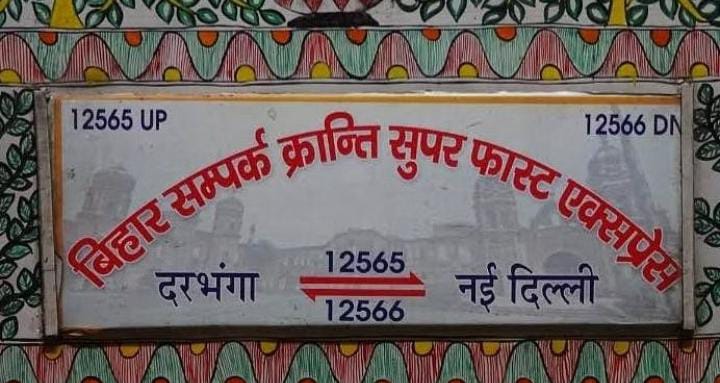 12565 UP 12566 DN
बिहार सम्पर्क क्रान्ति सुपर फास्ट एक्सप्रेस
दरभंगा 12565 नई दिल्ली
12566